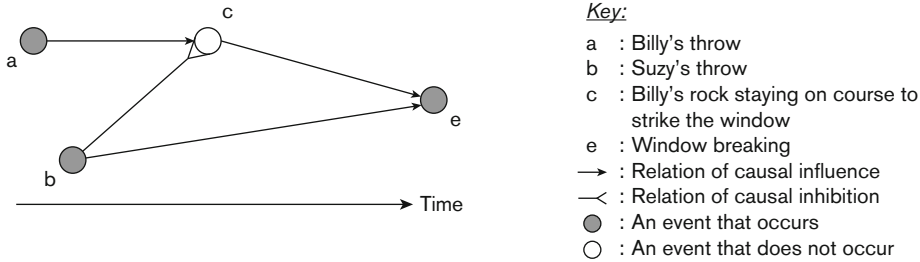 c
a
b
e
Time
Key:
a : Billy's throw
b : Suzy's throw
c : Billy's rock staying on course to
strike the window
e : Window breaking
: Relation of causal influence
: Relation of causal inhibition
: An event that occurs
: An event that does not occur